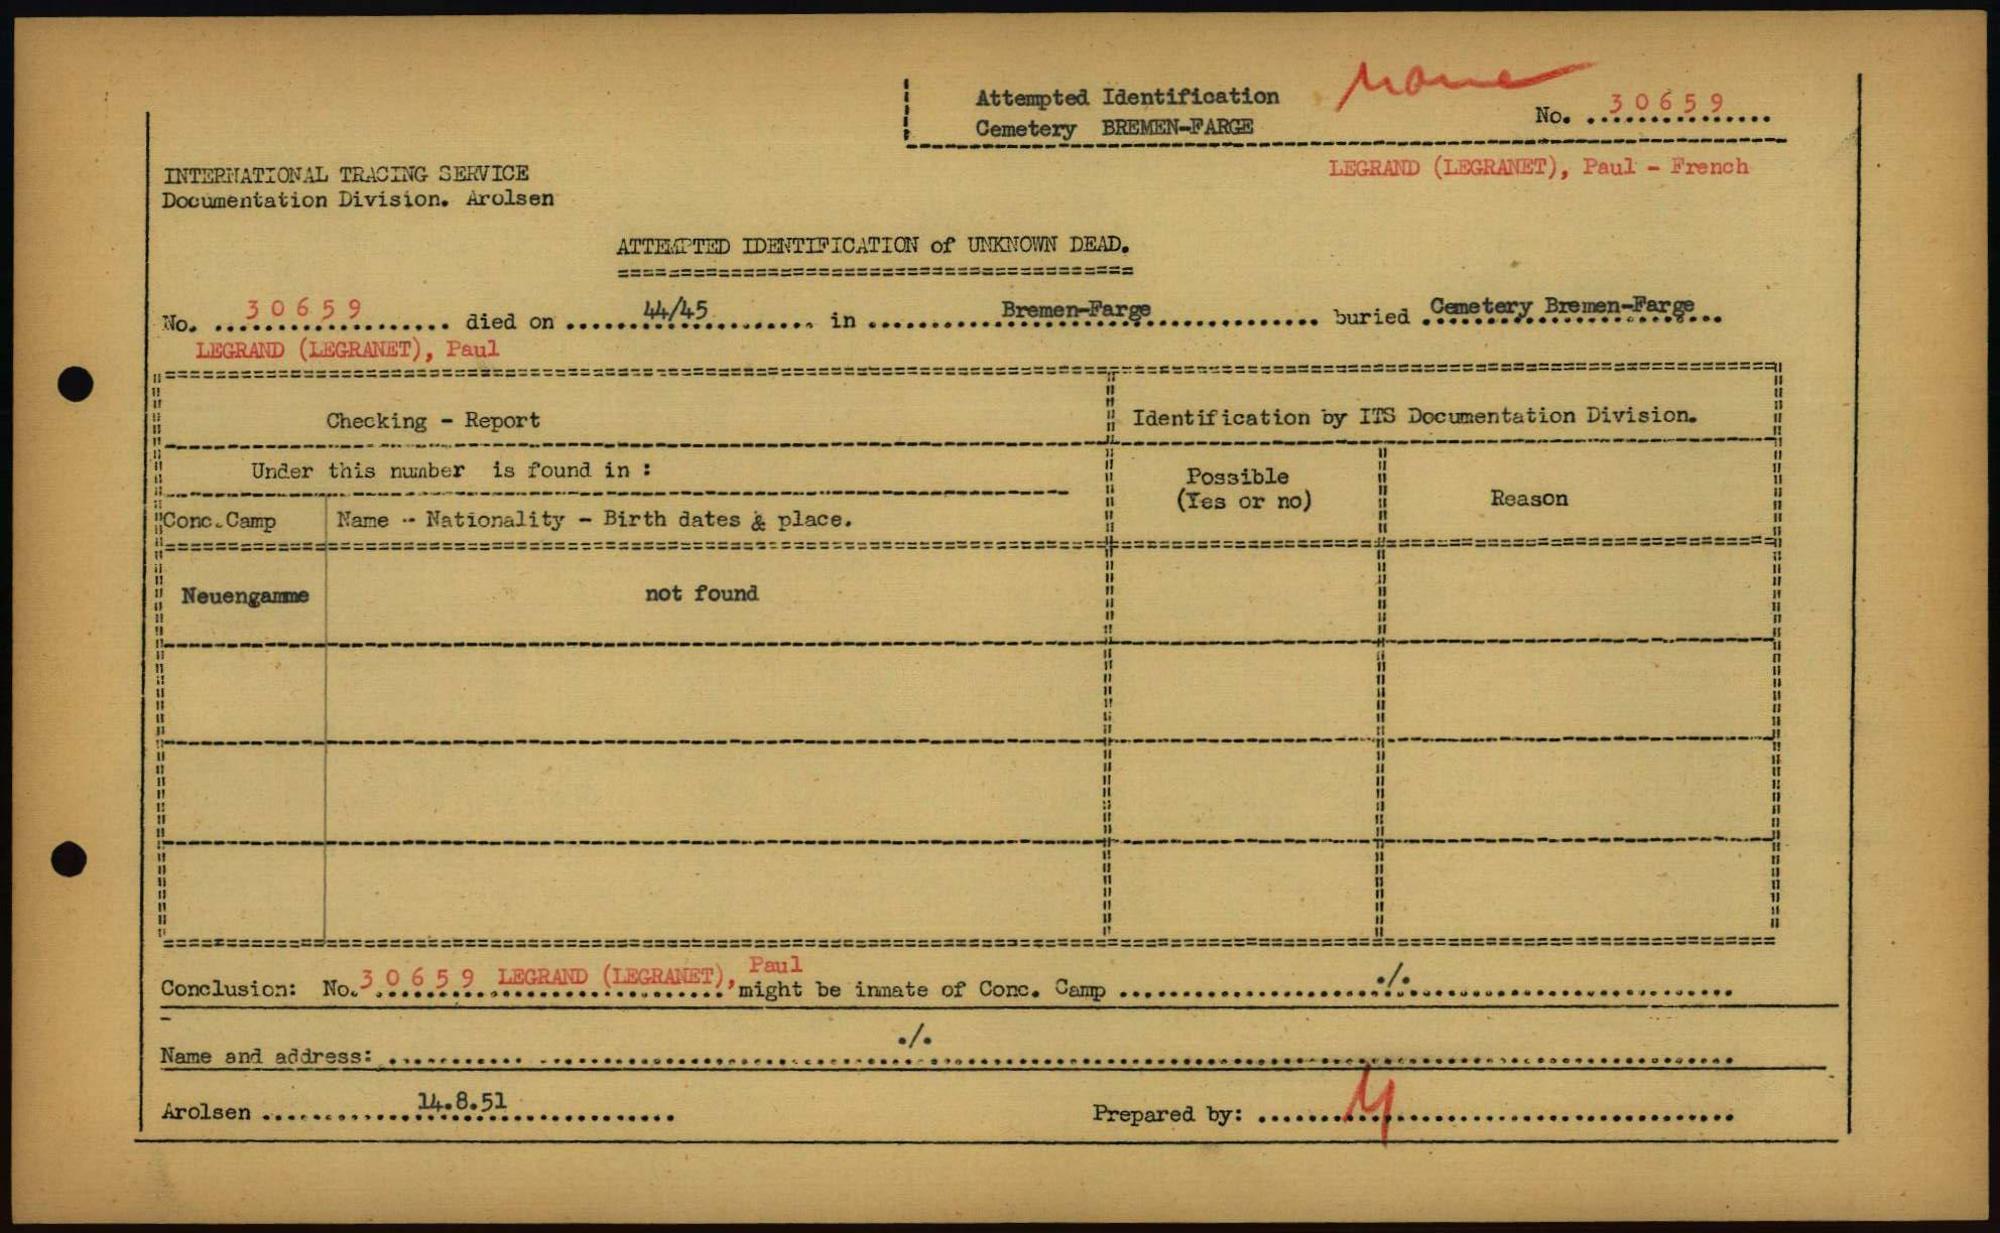 Attempted Identification
Cemetery BREMEN-FARGE
No. 30659
LEGRAND (LEGRANET), Paul - French
INTERNATIONAL TRACING SERVICE
Documentation Division. Arolsen
ATTEMPTED IDENTIFICATION of UNKNOWN DEAD.
No. 30659 died on 44/45 in Bremen-Farge buried Cemetery Bremen-Farge
LEGRAND (LEGRANET), Paul
Checking - Report
Identification by ITS Documentation Division.
Under this number is found in :
Possible
(Yes or no)
Reason
Conc.Camp
Name - Nationality - Birth dates & place.
Neuengamme
not found
Conclusion: No. 30659 LEGRAND (LEGRANET), Paul might be inmate of Conc. Camp ./.
Name and address: ./.
Arolsen 14.8.51
Prepared by: